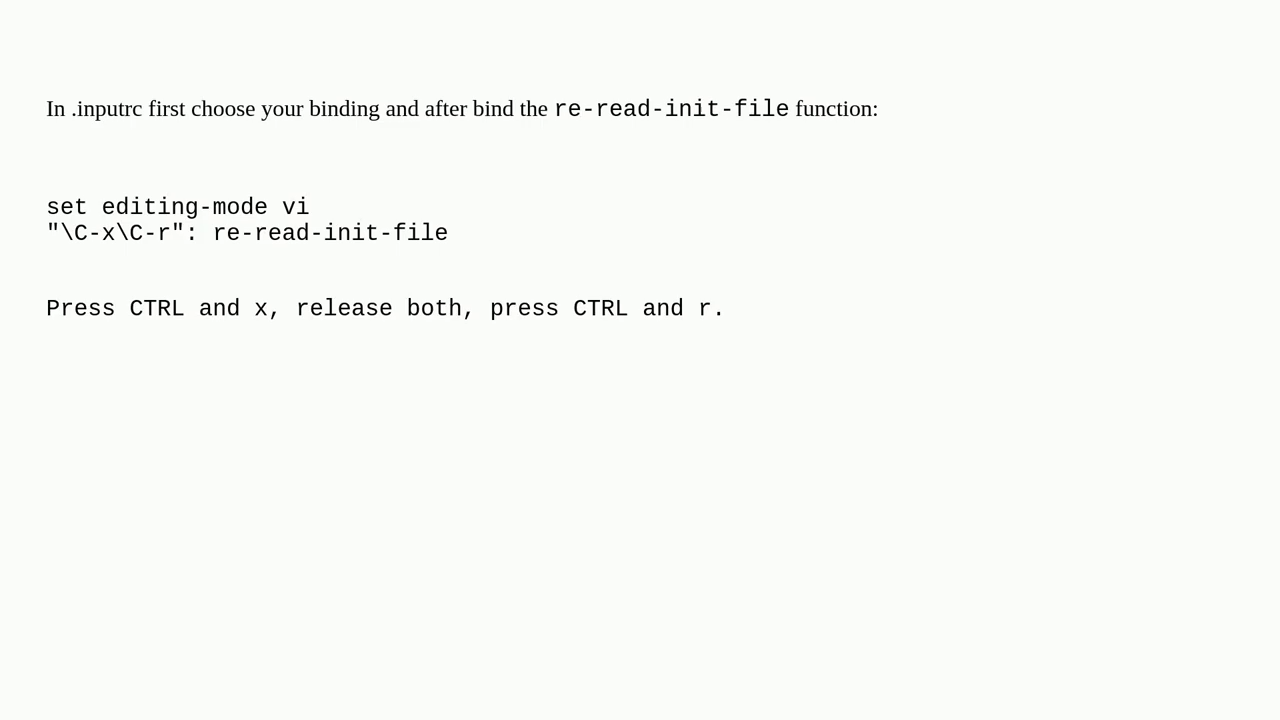 In .inputrc first choose your binding and after bind the re-read-init-file function:
set editing-mode vi
"\C-x\C-r": re-read-init-file
Press CTRL and x, release both, press CTRL and r.